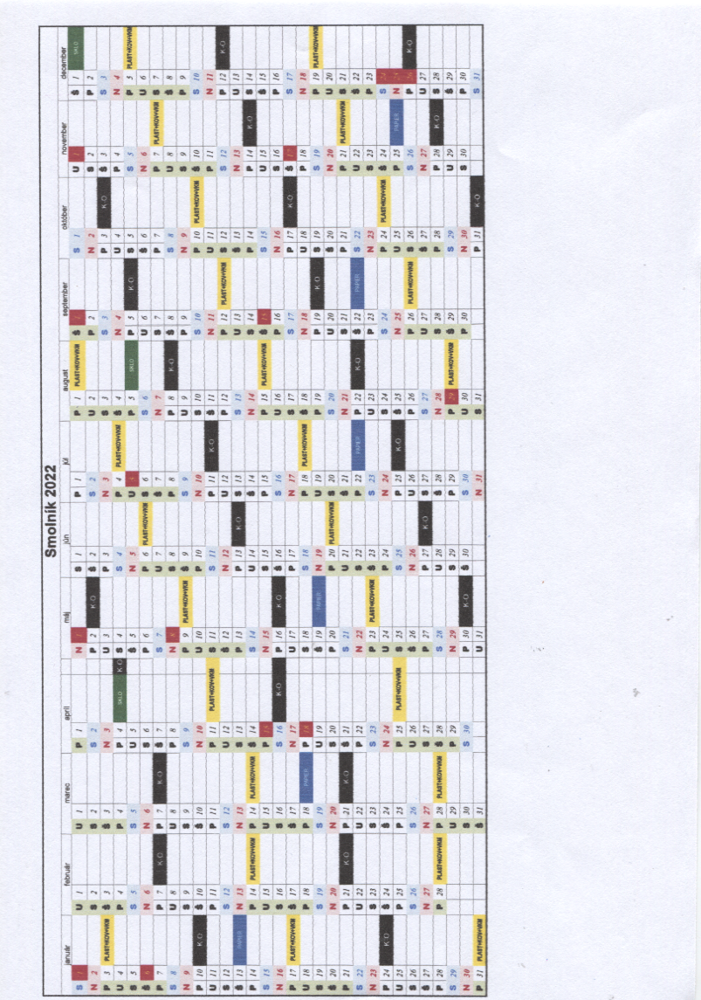 Smolník 2022
január február marec apríl máj jún júl august september október november december
S 1 U 1 U 1 P 1 N 1 S 1 P 1 P 1 PLAST+KOV+VKM Š 1 S 1 U 1 Š 1 SKLO
N 2 S 2 S 2 S 2 P 2 K-O Š 2 S 2 U 2 P 2 N 2 S 2 P 2
P 3 PLAST+KOV+VKM Š 3 Š 3 N 3 U 3 P 3 N 3 S 3 S 3 P 3 K-O Š 3 S 3
U 4 P 4 P 4 P 4 SKLO K-O S 4 S 4 P 4 PLAST+KOV+VKM Š 4 N 4 U 4 P 4 N 4
S 5 S 5 S 5 U 5 Š 5 N 5 U 5 P 5 SKLO P 5 K-O S 5 S 5 P 5 PLAST+KOV+VKM
Š 6 N 6 N 6 S 6 P 6 P 6 PLAST+KOV+VKM S 6 S 6 U 6 Š 6 N 6 U 6
P 7 P 7 K-O P 7 K-O Š 7 S 7 U 7 Š 7 N 7 S 7 P 7 P 7 PLAST+KOV+VKM S 7
S 8 U 8 U 8 P 8 N 8 S 8 P 8 P 8 K-O Š 8 S 8 U 8 Š 8
N 9 S 9 S 9 S 9 P 9 PLAST+KOV+VKM Š 9 S 9 U 9 P 9 N 9 S 9 P 9
P 10 K-O Š 10 Š 10 N 10 U 10 P 10 N 10 S 10 S 10 P 10 PLAST+KOV+VKM Š 10 S 10
U 11 P 11 P 11 P 11 PLAST+KOV+VKM S 11 S 11 P 11 K-O Š 11 N 11 U 11 P 11 N 11
S 12 S 12 S 12 U 12 Š 12 N 12 U 12 P 12 P 12 PLAST+KOV+VKM S 12 S 12 P 12 K-O
Š 13 PAPIER N 13 N 13 S 13 P 13 P 13 K-O S 13 S 13 U 13 Š 13 N 13 U 13
P 14 P 14 PLAST+KOV+VKM P 14 PLAST+KOV+VKM Š 14 S 14 U 14 Š 14 N 14 S 14 P 14 P 14 K-O S 14
S 15 U 15 U 15 P 15 N 15 S 15 P 15 P 15 PLAST+KOV+VKM Š 15 S 15 U 15 Š 15
N 16 S 16 S 16 S 16 K-O P 16 K-O Š 16 S 16 U 16 P 16 N 16 S 16 P 16
P 17 PLAST+KOV+VKM Š 17 Š 17 N 17 U 17 P 17 N 17 S 17 S 17 P 17 K-O Š 17 S 17
U 18 P 18 P 18 PAPIER P 18 S 18 S 18 P 18 PLAST+KOV+VKM Š 18 N 18 U 18 P 18 N 18
S 19 S 19 S 19 U 19 Š 19 PAPIER N 19 U 19 P 19 P 19 K-O S 19 S 19 P 19 PLAST+KOV+VKM
Š 20 N 20 N 20 S 20 P 20 P 20 PLAST+KOV+VKM S 20 S 20 U 20 Š 20 N 20 U 20
P 21 P 21 K-O P 21 K-O Š 21 S 21 U 21 Š 21 N 21 S 21 P 21 P 21 PLAST+KOV+VKM S 21
S 22 U 22 U 22 P 22 N 22 S 22 P 22 PAPIER P 22 K-O Š 22 PAPIER S 22 U 22 Š 22
N 23 S 23 S 23 S 23 P 23 PLAST+KOV+VKM Š 23 S 23 U 23 P 23 N 23 S 23 P 23
P 24 K-O Š 24 Š 24 N 24 U 24 P 24 N 24 S 24 S 24 P 24 PLAST+KOV+VKM Š 24 S 24
U 25 P 25 P 25 P 25 PLAST+KOV+VKM S 25 S 25 P 25 K-O Š 25 N 25 U 25 P 25 PAPIER N 25
S 26 S 26 S 26 U 26 Š 26 N 26 U 26 P 26 P 26 PLAST+KOV+VKM S 26 S 26 P 26 K-O
Š 27 N 27 N 27 S 27 P 27 P 27 K-O S 27 S 27 U 27 Š 27 N 27 U 27
P 28 P 28 PLAST+KOV+VKM P 28 PLAST+KOV+VKM Š 28 S 28 U 28 Š 28 N 28 S 28 P 28 P 28 K-O S 28
S 29 U 29 P 29 N 29 S 29 P 29 P 29 PLAST+KOV+VKM Š 29 S 29 U 29 Š 29
N 30 S 30 S 30 P 30 K-O Š 30 S 30 U 30 P 30 N 30 S 30 P 30
P 31 PLAST+KOV+VKM Š 31 U 31 N 31 S 31 P 31 K-O S 31